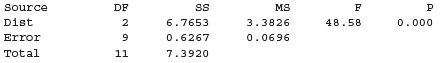 Source DF SS MS F P
Dist 2 6.7653 3.3826 48.58 0.000
Error 9 0.6267 0.0696
Total 11 7.3920